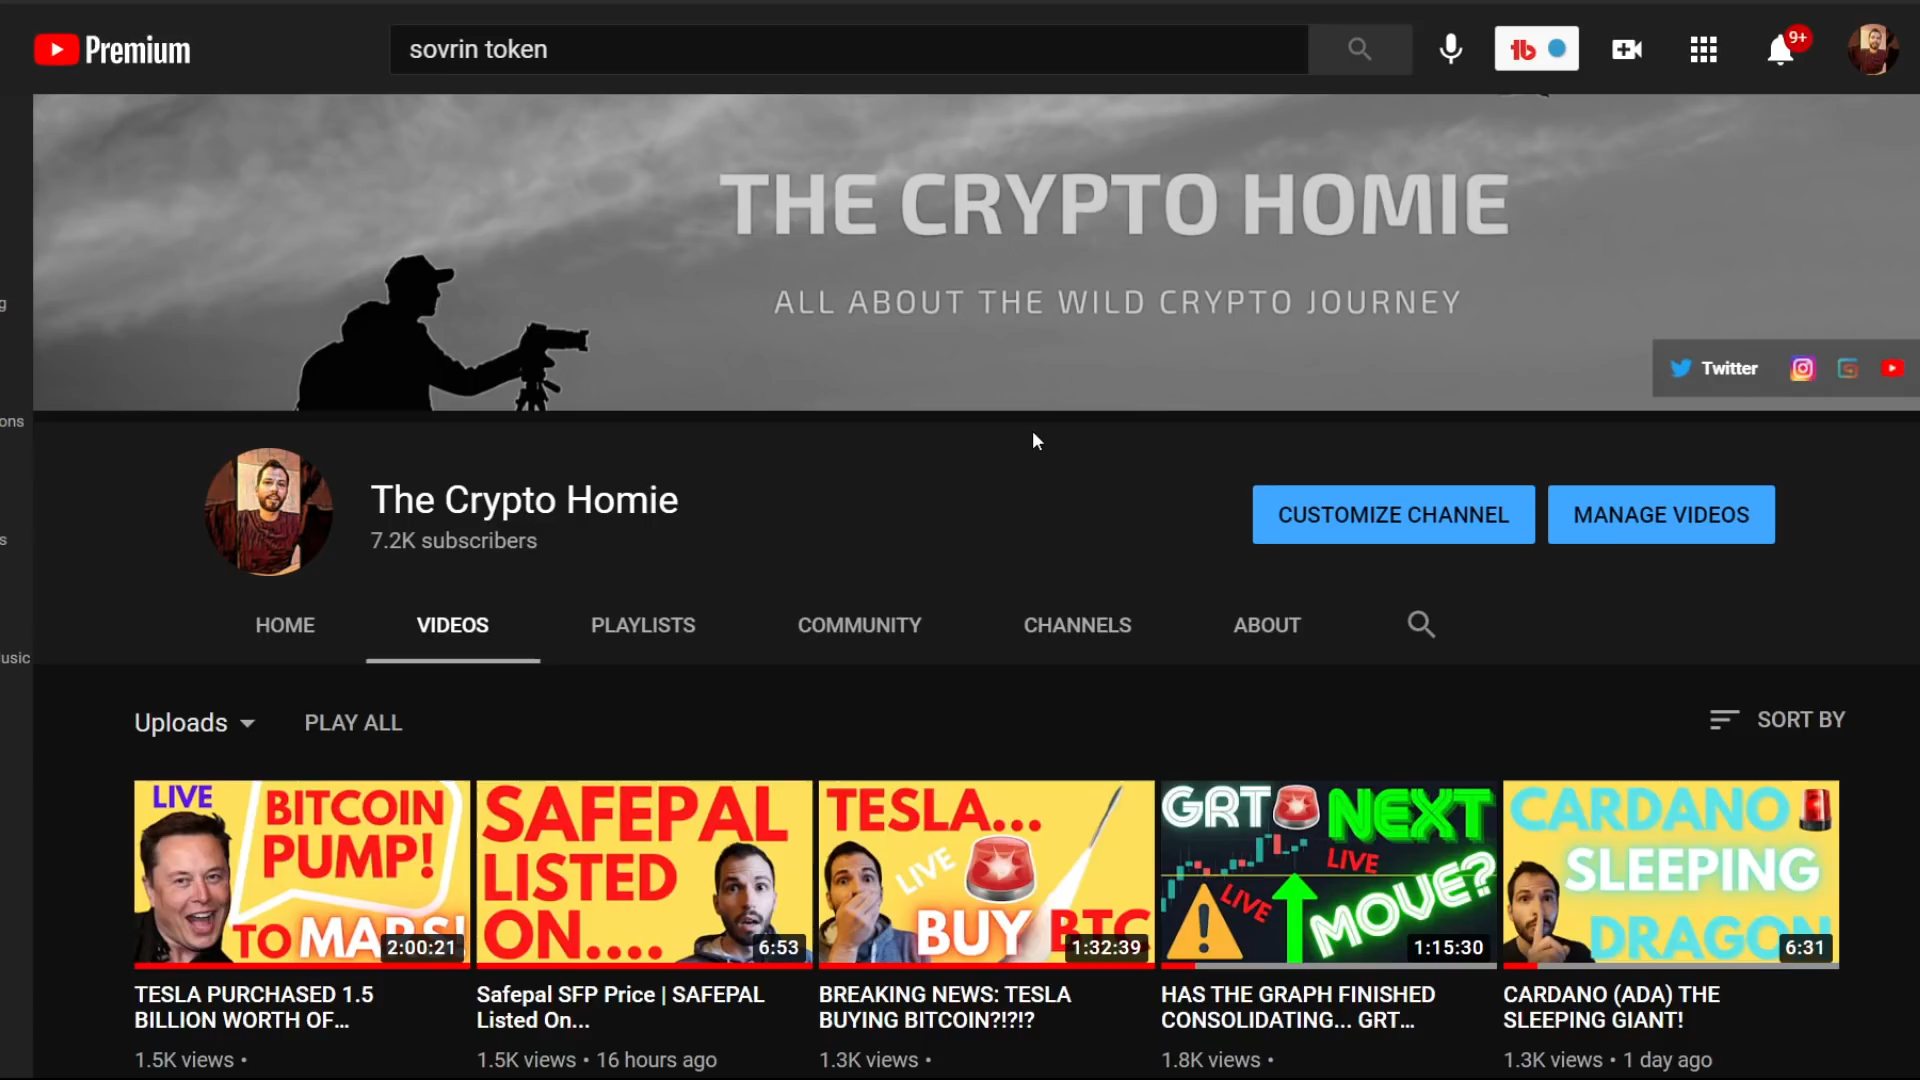 Premium
sovrin token
9+
THE CRYPTO HOMIE
ALL ABOUT THE WILD CRYPTO JOURNEY
Twitter
g
ons
s
usic
The Crypto Homie
7.2K subscribers
CUSTOMIZE CHANNEL
MANAGE VIDEOS
HOME
VIDEOS
PLAYLISTS
COMMUNITY
CHANNELS
ABOUT
Uploads
PLAY ALL
SORT BY
LIVE
BITCOIN
PUMP!
TO MARS!
2:00:21
TESLA PURCHASED 1.5
BILLION WORTH OF...
1.5K views •
SAFEPAL
LISTED
ON....
6:53
Safepal SFP Price | SAFEPAL
Listed On...
1.5K views • 16 hours ago
TESLA...
LIVE
BUY BTC
1:32:39
BREAKING NEWS: TESLA
BUYING BITCOIN?!?!?
1.3K views •
GRT NEXT
LIVE
LIVE
MOVE?
1:15:30
HAS THE GRAPH FINISHED
CONSOLIDATING... GRT...
1.8K views •
CARDANO
SLEEPING
DRAGON
6:31
CARDANO (ADA) THE
SLEEPING GIANT!
1.3K views • 1 day ago